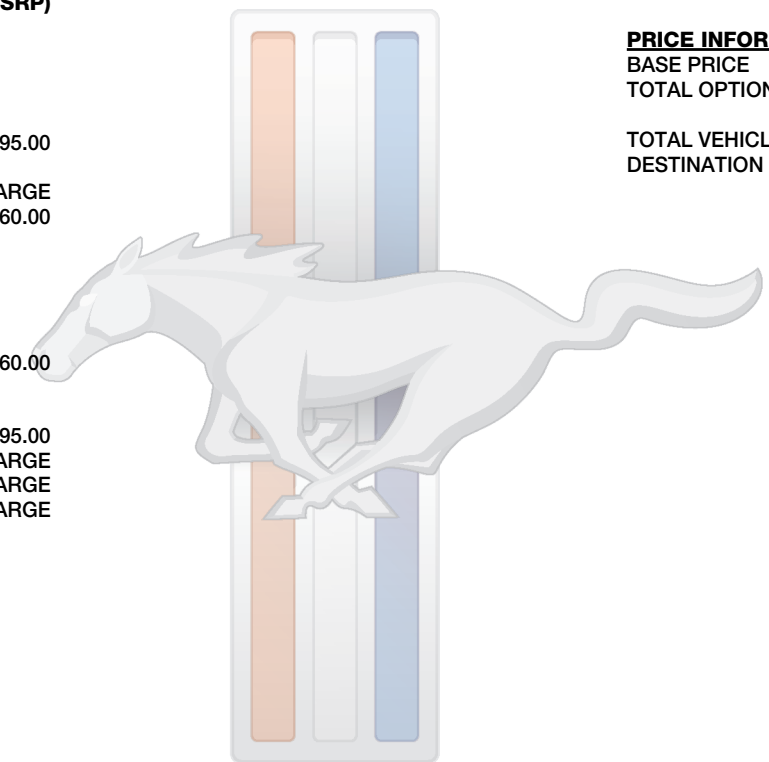 SRP)
95.00
ARGE
60.00
60.00
95.00
ARGE
ARGE
ARGE
PRICE INFOR
BASE PRICE
TOTAL OPTION
TOTAL VEHICL
DESTINATION